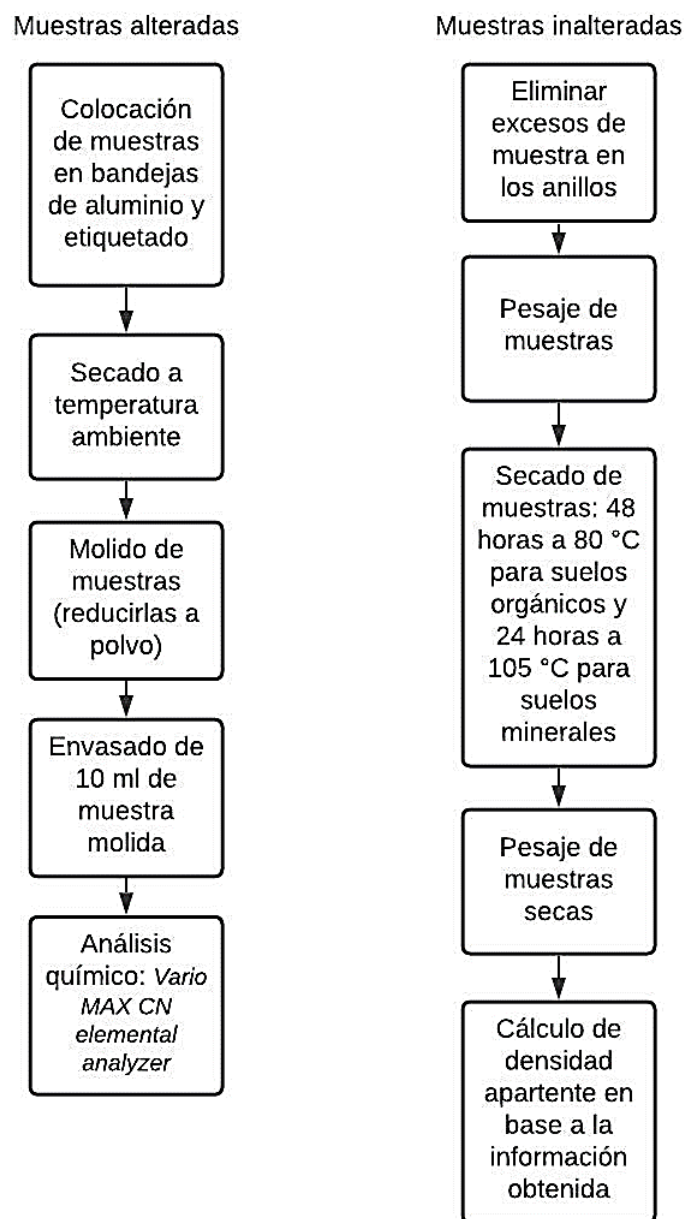 Muestras alteradas
Colocación
de muestras
en bandejas
de aluminio y
etiquetado
Secado a
temperatura
ambiente
Molido de
muestras
(reducirlas a
polvo)
Envasado de
10 ml de
muestra
molida
Análisis
químico: Vario
MAX CN
elemental
analyzer
Muestras inalteradas
Eliminar
excesos de
muestra en
los anillos
Pesaje de
muestras
Secado de
muestras: 48
horas a 80 °C
para suelos
orgánicos y
24 horas a
105 °C para
suelos
minerales
Pesaje de
muestras
secas
Cálculo de
densidad
apartente en
base a la
información
obtenida